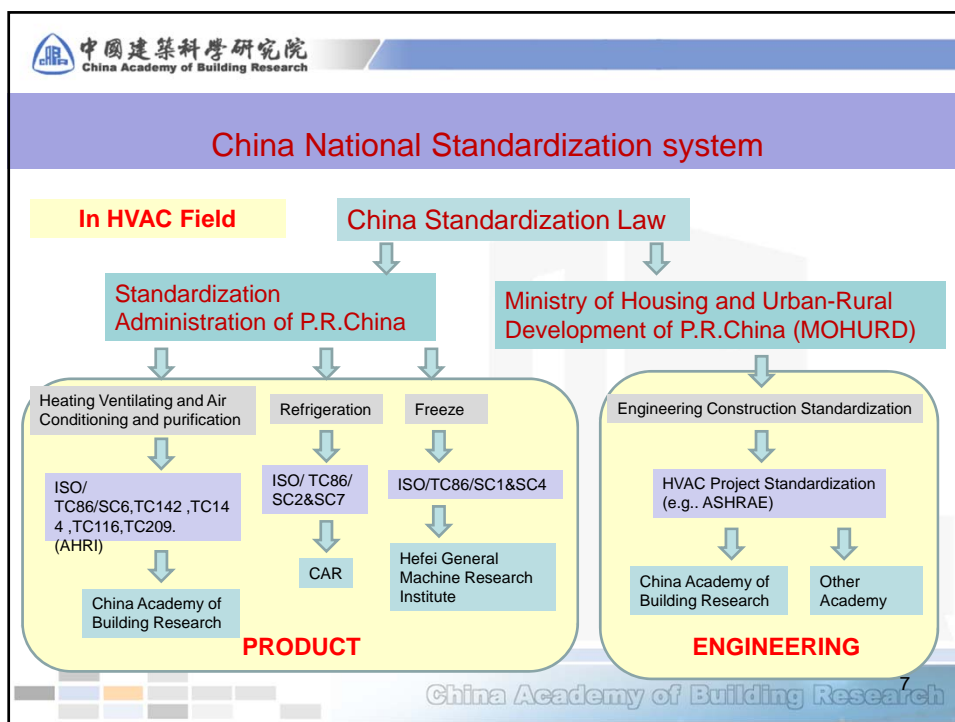 中國建築科學研究院
China Academy of Building Research
China National Standardization system
In HVAC Field
China Standardization Law
Standardization
Administration of P.R.China
Ministry of Housing and Urban-Rural
Development of P.R.China (MOHURD)
Heating Ventilating and Air
Conditioning and purification
Refrigeration
Freeze
Engineering Construction Standardization
ISO/
TC86/SC6,TC142 ,TC14
4 ,TC116,TC209.
(AHRI)
ISO/ TC86/
SC2&SC7
ISO/TC86/SC1&SC4
HVAC Project Standardization
(e.g.. ASHRAE)
China Academy of
Building Research
CAR
Hefei General
Machine Research
Institute
China Academy of
Building Research
Other
Academy
PRODUCT
ENGINEERING
China Academy of Building Research
7